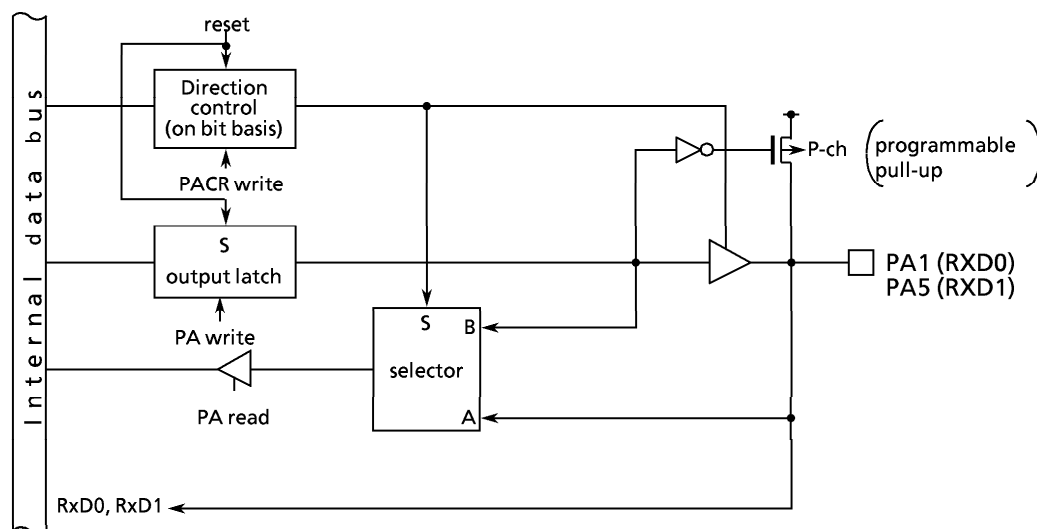 reset
Internal data bus
Direction
control
(on bit basis)
P-ch
programmable
pull-up
PACR write
S
output latch
PA1 (RXD0)
PA5 (RXD1)
PA write
S
B
selector
A
PA read
RxD0, RxD1